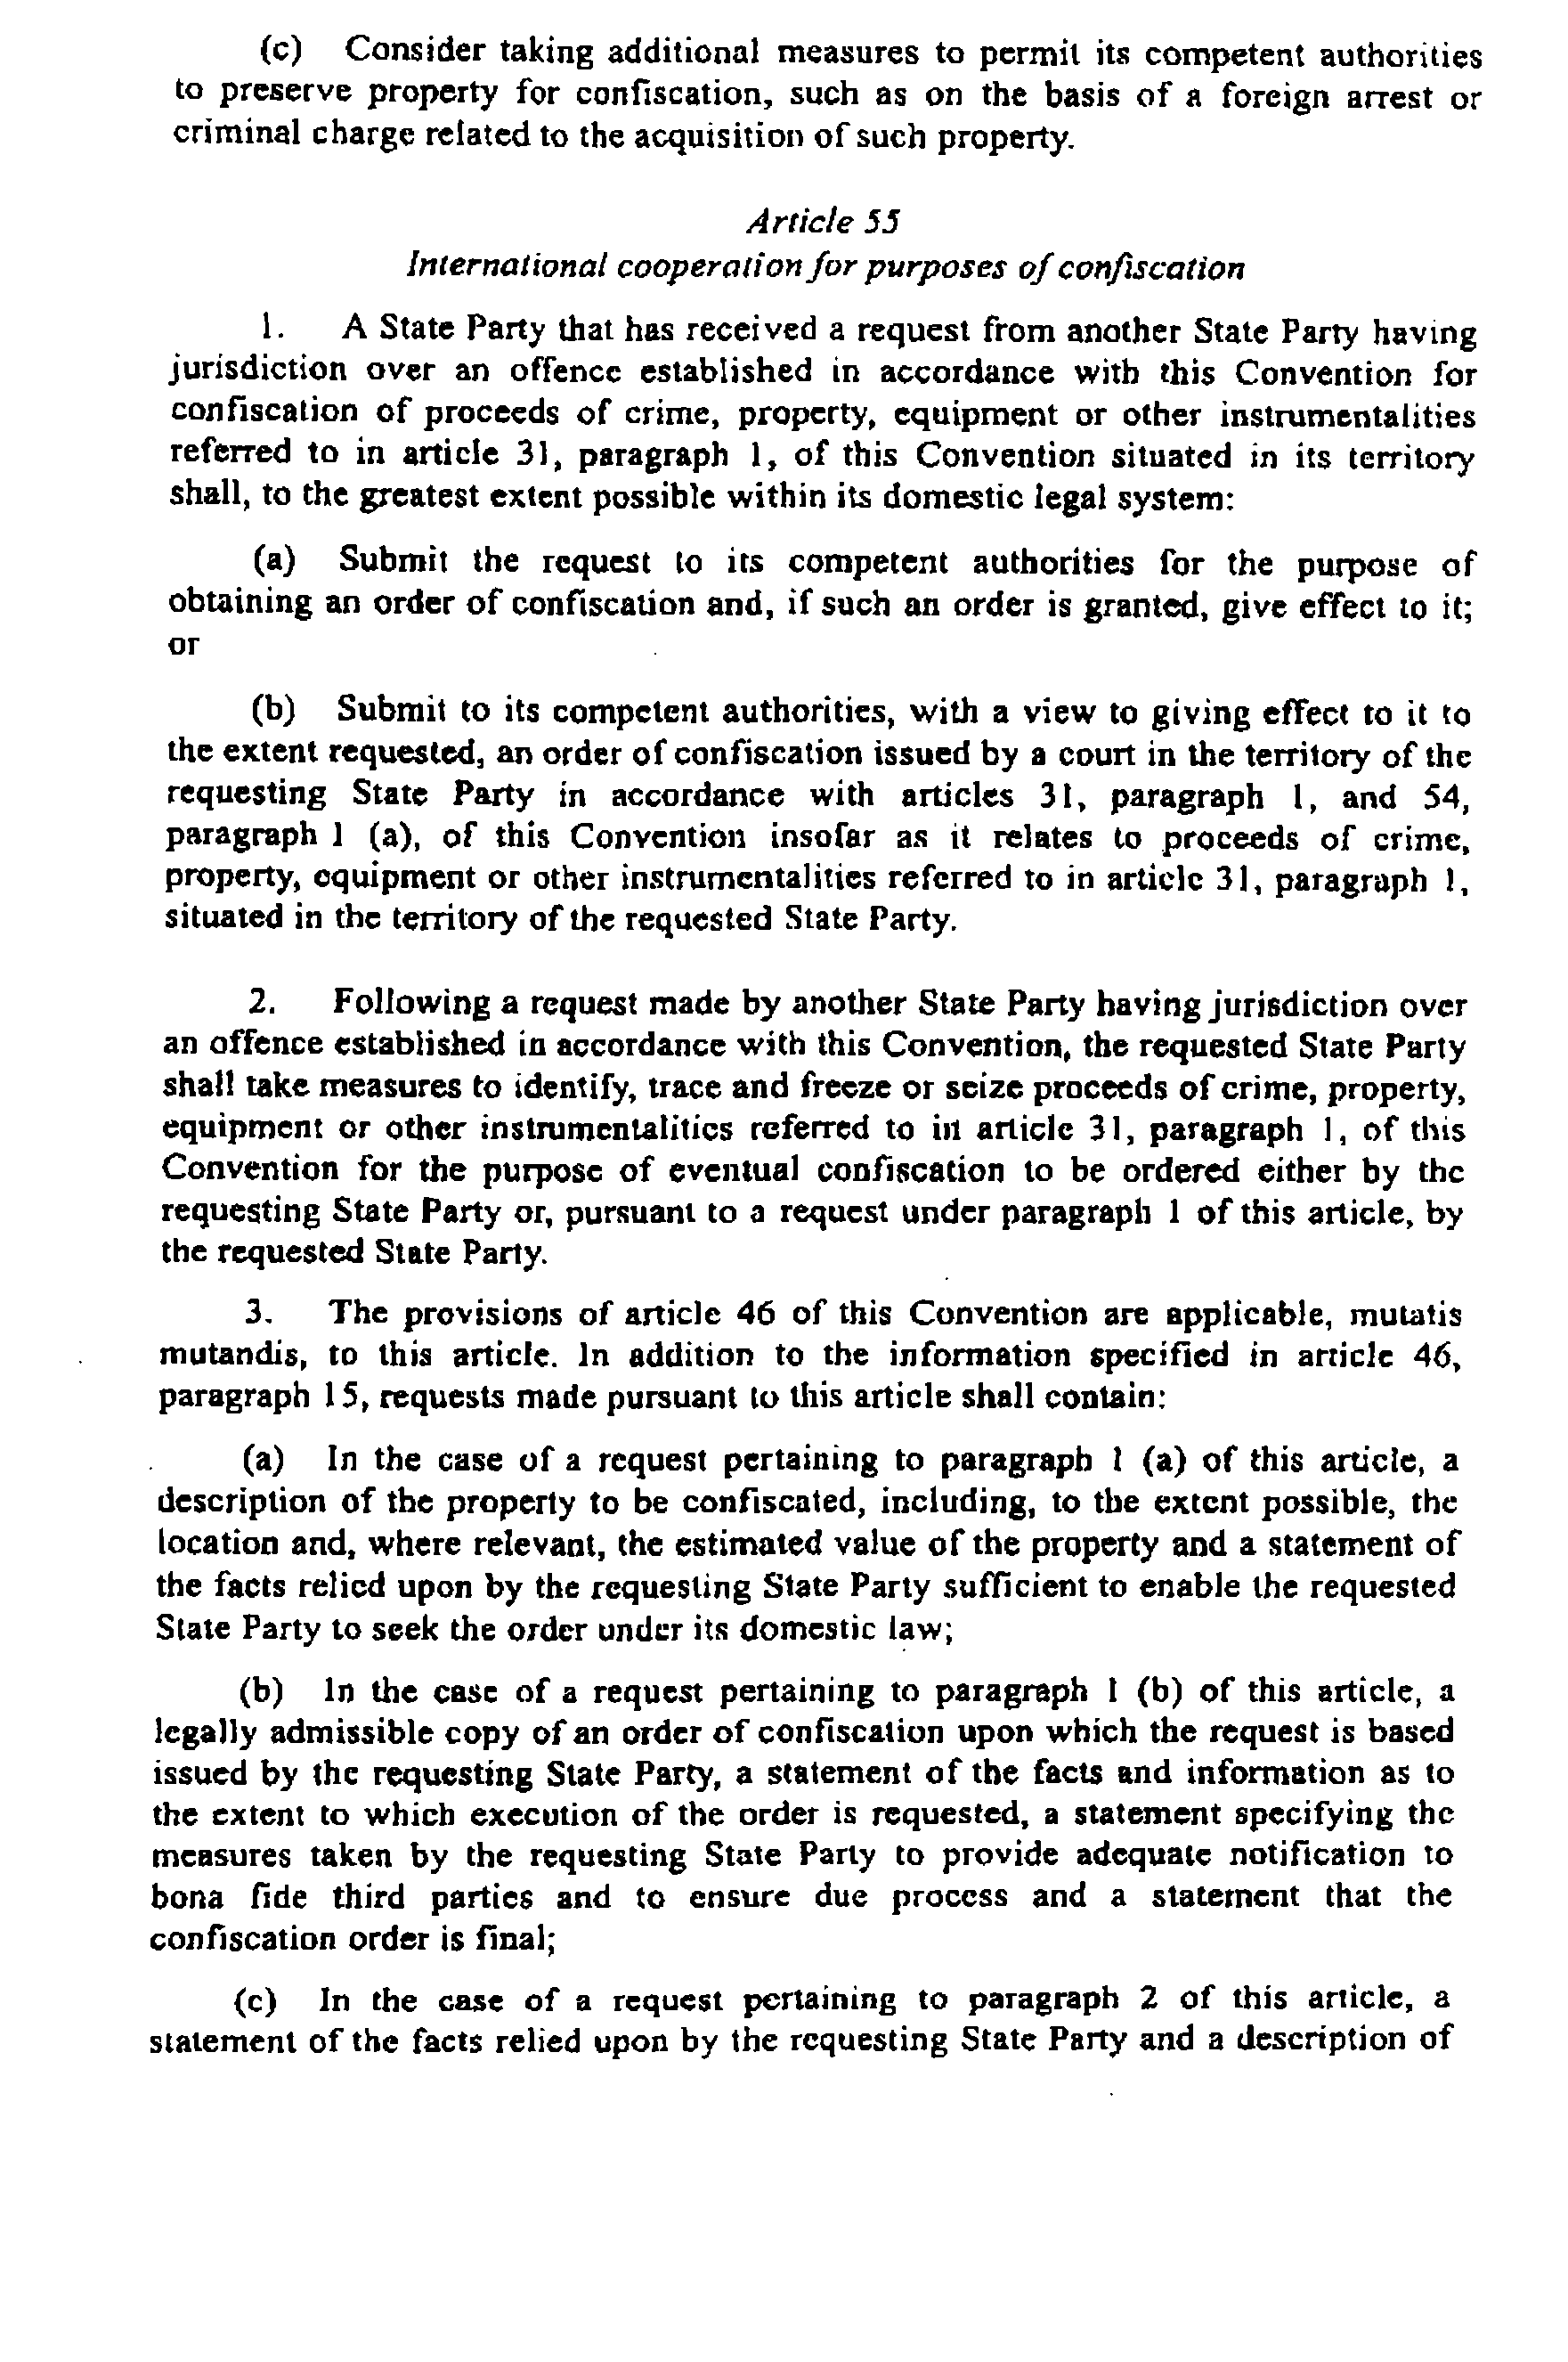 (c) Consider taking additional measures to permit its competent authorities
to preserve property for confiscation, such as on the basis of a foreign arrest or
criminal charge related to the acquisition of such property.
Article 55
International cooperation for purposes of confiscation
1. A State Party that has received a request from another State Party having
jurisdiction over an offence established in accordance with this Convention for
confiscation of proceeds of crime, property, equipment or other instrumentalities
referred to in article 31, paragraph 1, of this Convention situated in its territory
shall, to the greatest extent possible within its domestic legal system:
(a) Submit the request to its competent authorities for the purpose of
obtaining an order of confiscation and, if such an order is granted, give effect to it;
or
(b) Submit to its competent authorities, with a view to giving effect to it to
the extent requested, an order of confiscation issued by a court in the territory of the
requesting State Party in accordance with articles 31, paragraph 1, and 54,
paragraph 1 (a), of this Convention insofar as it relates to proceeds of crime,
property, equipment or other instrumentalities referred to in article 31, paragraph 1,
situated in the territory of the requested State Party.
2. Following a request made by another State Party having jurisdiction over
an offence established in accordance with this Convention, the requested State Party
shall take measures to identify, trace and freeze or seize proceeds of crime, property,
equipment or other instrumentalities referred to in article 31, paragraph 1, of this
Convention for the purpose of eventual confiscation to be ordered either by the
requesting State Party or, pursuant to a request under paragraph 1 of this article, by
the requested State Party.
3. The provisions of article 46 of this Convention are applicable, mutatis
mutandis, to this article. In addition to the information specified in article 46,
paragraph 15, requests made pursuant to this article shall contain:
(a) In the case of a request pertaining to paragraph 1 (a) of this article, a
description of the property to be confiscated, including, to the extent possible, the
location and, where relevant, the estimated value of the property and a statement of
the facts relied upon by the requesting State Party sufficient to enable the requested
State Party to seek the order under its domestic law;
(b) In the case of a request pertaining to paragraph 1 (b) of this article, a
legally admissible copy of an order of confiscation upon which the request is based
issued by the requesting State Party, a statement of the facts and information as to
the extent to which execution of the order is requested, a statement specifying the
measures taken by the requesting State Party to provide adequate notification to
bona fide third parties and to ensure due process and a statement that the
confiscation order is final;
(c) In the case of a request pertaining to paragraph 2 of this article, a
statement of the facts relied upon by the requesting State Party and a description of